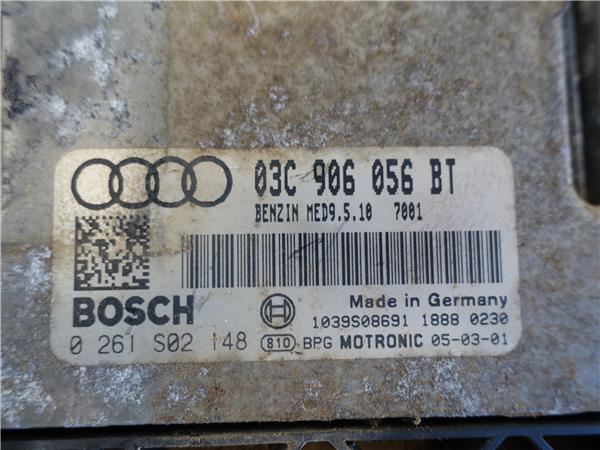 03C 906 056 BT
BENZIN MED9.5.10 7001
BOSCH
Made in Germany
1039S08691 1888 0230
0 261 S02 148 810 BPG MOTRONIC 05-03-01